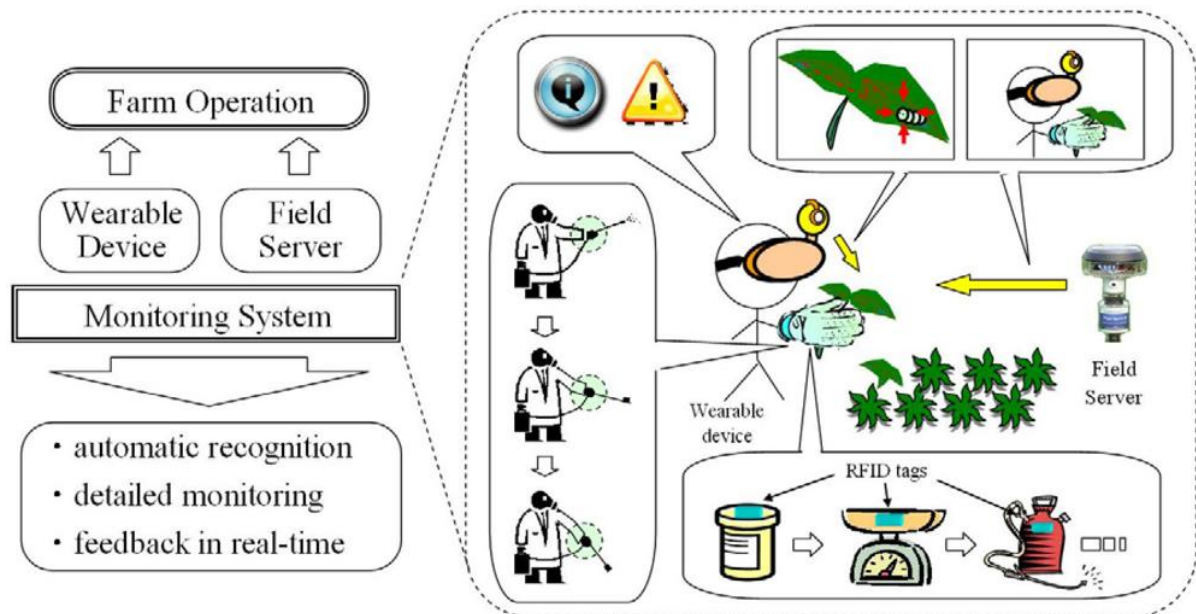 Farm Operation
Wearable
Device
Field
Server
Monitoring System
・automatic recognition
・detailed monitoring
・feedback in real-time
i
!
Wearable
device
Field
Server
RFID tags